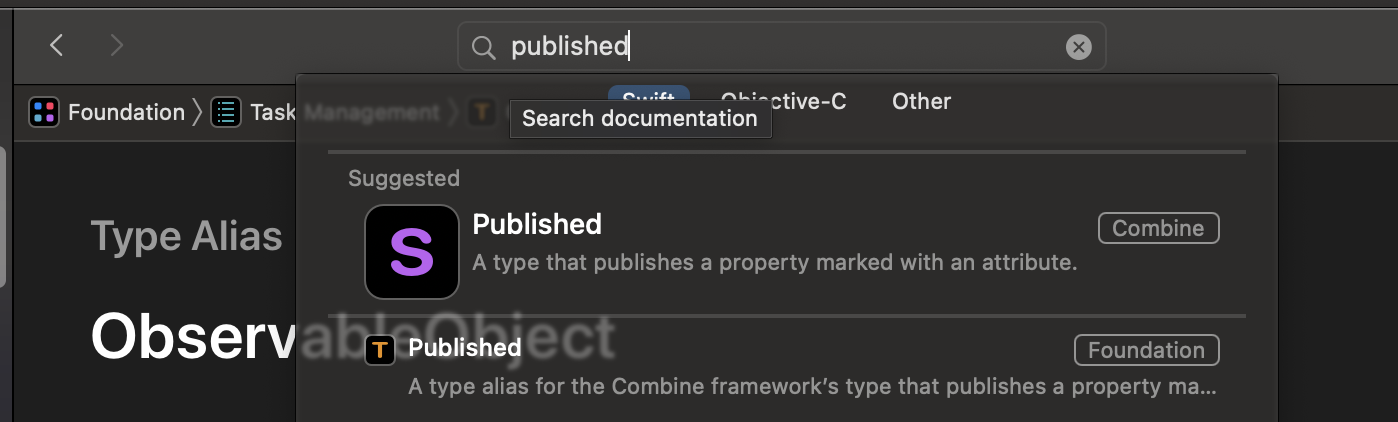 published
Foundation 〉 Task Management 〉 T
Swift Objective-C Other
Search documentation
Suggested
Type Alias
S Published Combine
A type that publishes a property marked with an attribute.
ObservableObject
T Published Foundation
A type alias for the Combine framework's type that publishes a property ma...